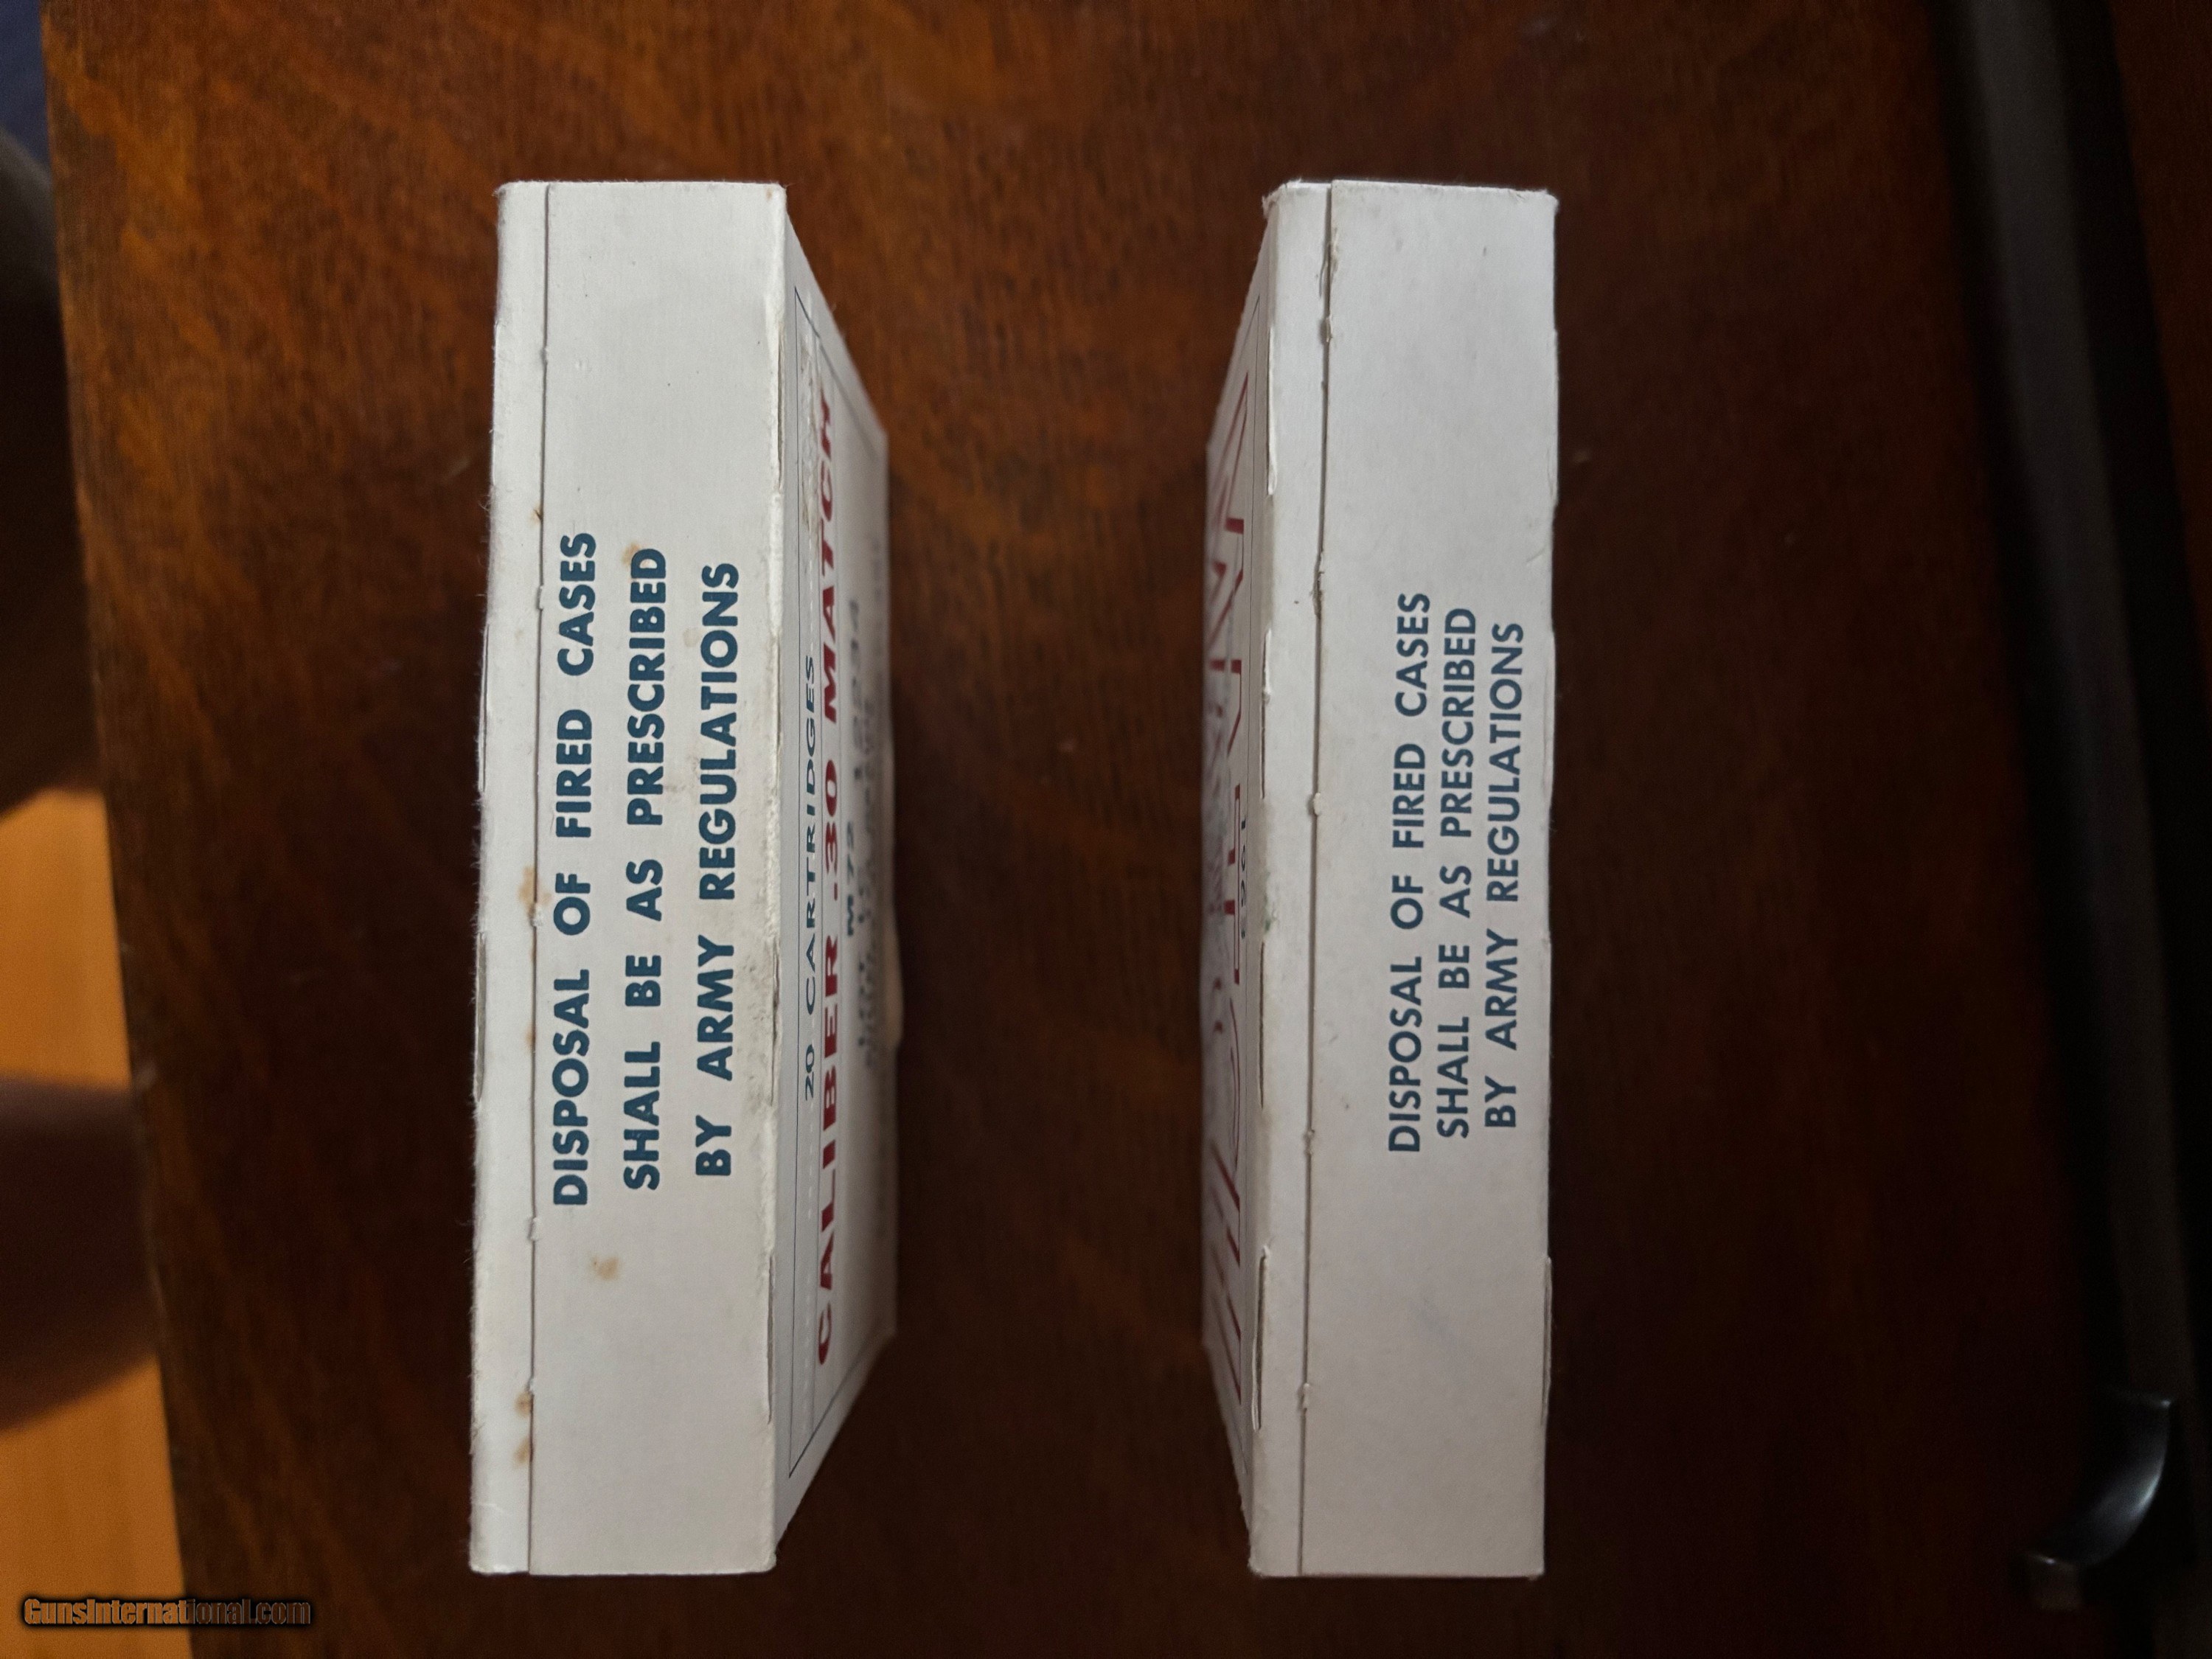 DISPOSAL OF FIRED CASES
SHALL BE AS PRESCRIBED
BY ARMY REGULATIONS
20 CARTRIDGES
CALIBER .30 MATCH
M72
DISPOSAL OF FIRED CASES
SHALL BE AS PRESCRIBED
BY ARMY REGULATIONS
GunsInternational.com